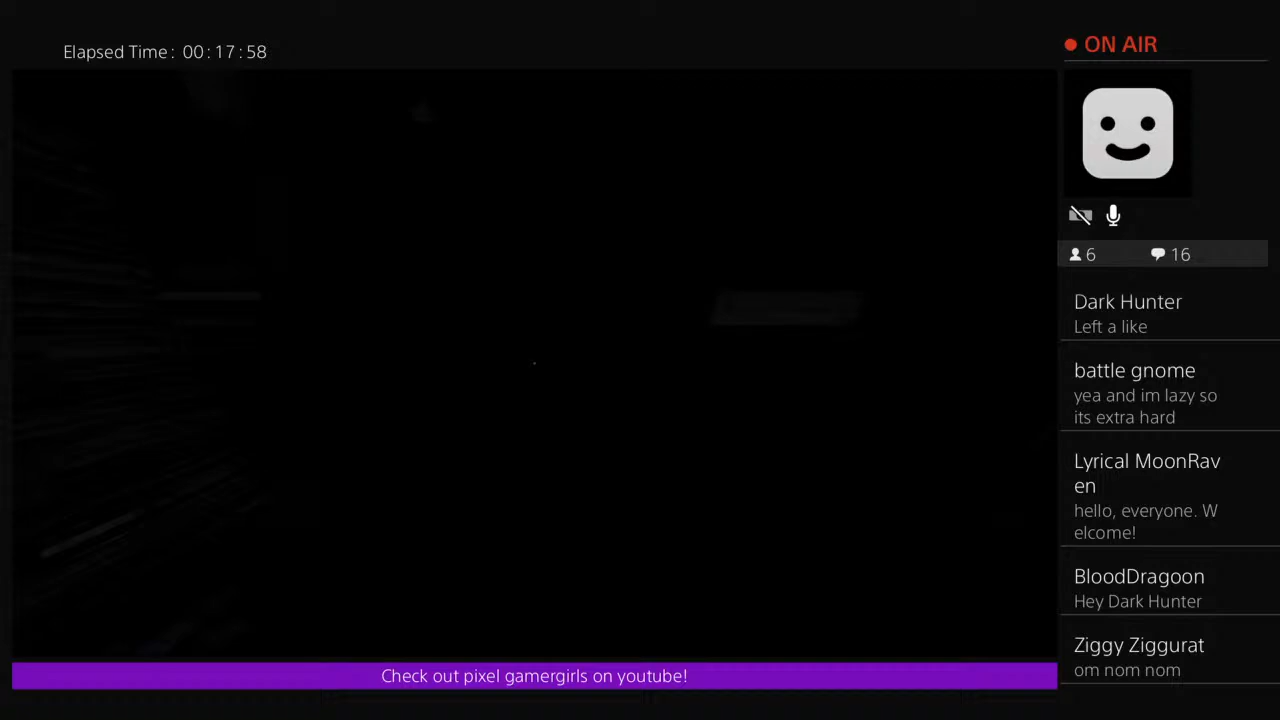 Elapsed Time: 00:17:58
ON AIR
6 16
Dark Hunter
Left a like
battle gnome
yea and im lazy so
its extra hard
Lyrical MoonRav
en
hello, everyone. W
elcome!
BloodDragoon
Hey Dark Hunter
Ziggy Ziggurat
om nom nom
Check out pixel gamergirls on youtube!